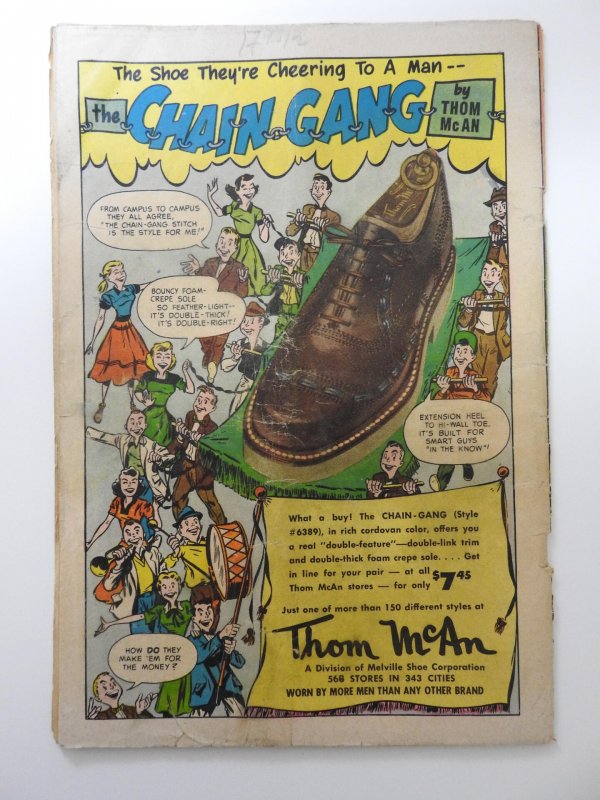 The Shoe They're Cheering To A Man --
the CHAIN-GANG
by
THOM
McAN
Thom McAn
FROM CAMPUS TO CAMPUS
THEY ALL AGREE,
"THE CHAIN-GANG STITCH
IS THE STYLE FOR ME!"
BOUNCY FOAM-
CREPE SOLE
SO FEATHER-LIGHT--
IT'S DOUBLE-THICK!
IT'S DOUBLE-RIGHT!
EXTENSION HEEL
TO HI-WALL TOE.
IT'S BUILT FOR
SMART GUYS
"IN THE KNOW"!
What a buy! The CHAIN-GANG (Style
#6389), in rich cordovan color, offers you
a real "double-feature"—double-link trim
and double-thick foam crepe sole. . . . Get
in line for your pair — at all
Thom McAn stores — for only $7.45
Just one of more than 150 different styles at
Thom McAn
A Division of Melville Shoe Corporation
568 STORES IN 343 CITIES
WORN BY MORE MEN THAN ANY OTHER BRAND
HOW DO THEY
MAKE 'EM FOR
THE MONEY?